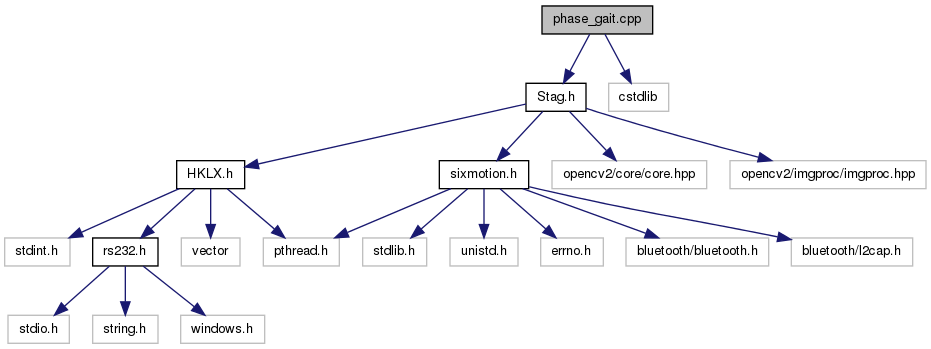 phase_gait.cpp
Stag.h
cstdlib
HKLX.h
sixmotion.h
opencv2/core/core.hpp
opencv2/imgproc/imgproc.hpp
stdint.h
rs232.h
vector
pthread.h
stdlib.h
unistd.h
errno.h
bluetooth/bluetooth.h
bluetooth/l2cap.h
stdio.h
string.h
windows.h